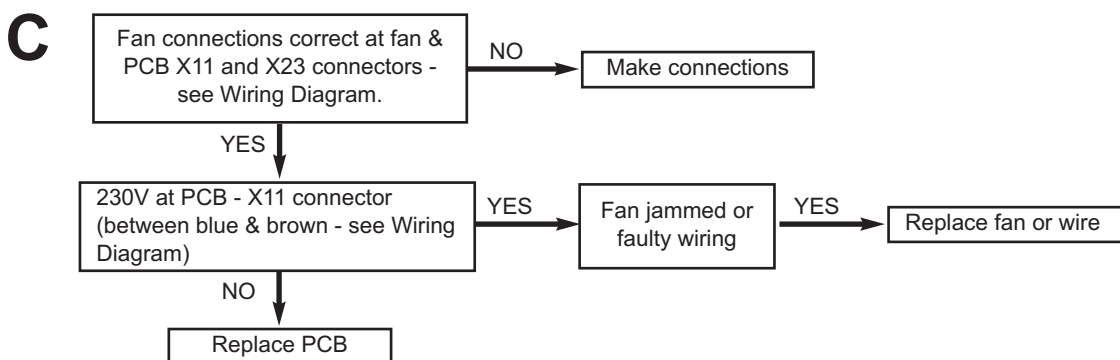 C
Fan connections correct at fan &
PCB X11 and X23 connectors -
see Wiring Diagram.
NO
Make connections
YES
230V at PCB - X11 connector
(between blue & brown - see Wiring
Diagram)
YES
Fan jammed or
faulty wiring
YES
Replace fan or wire
NO
Replace PCB